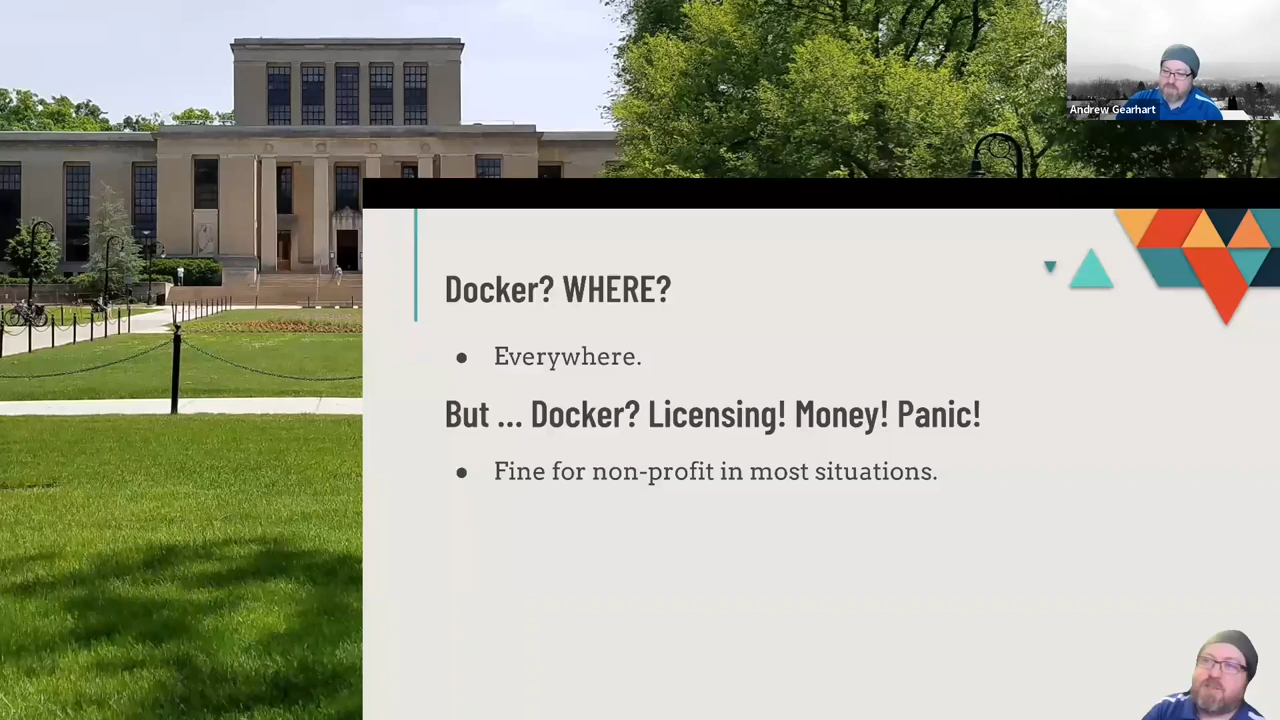 Andrew Gearhart
Docker? WHERE?
● Everywhere.
But ... Docker? Licensing! Money! Panic!
● Fine for non-profit in most situations.